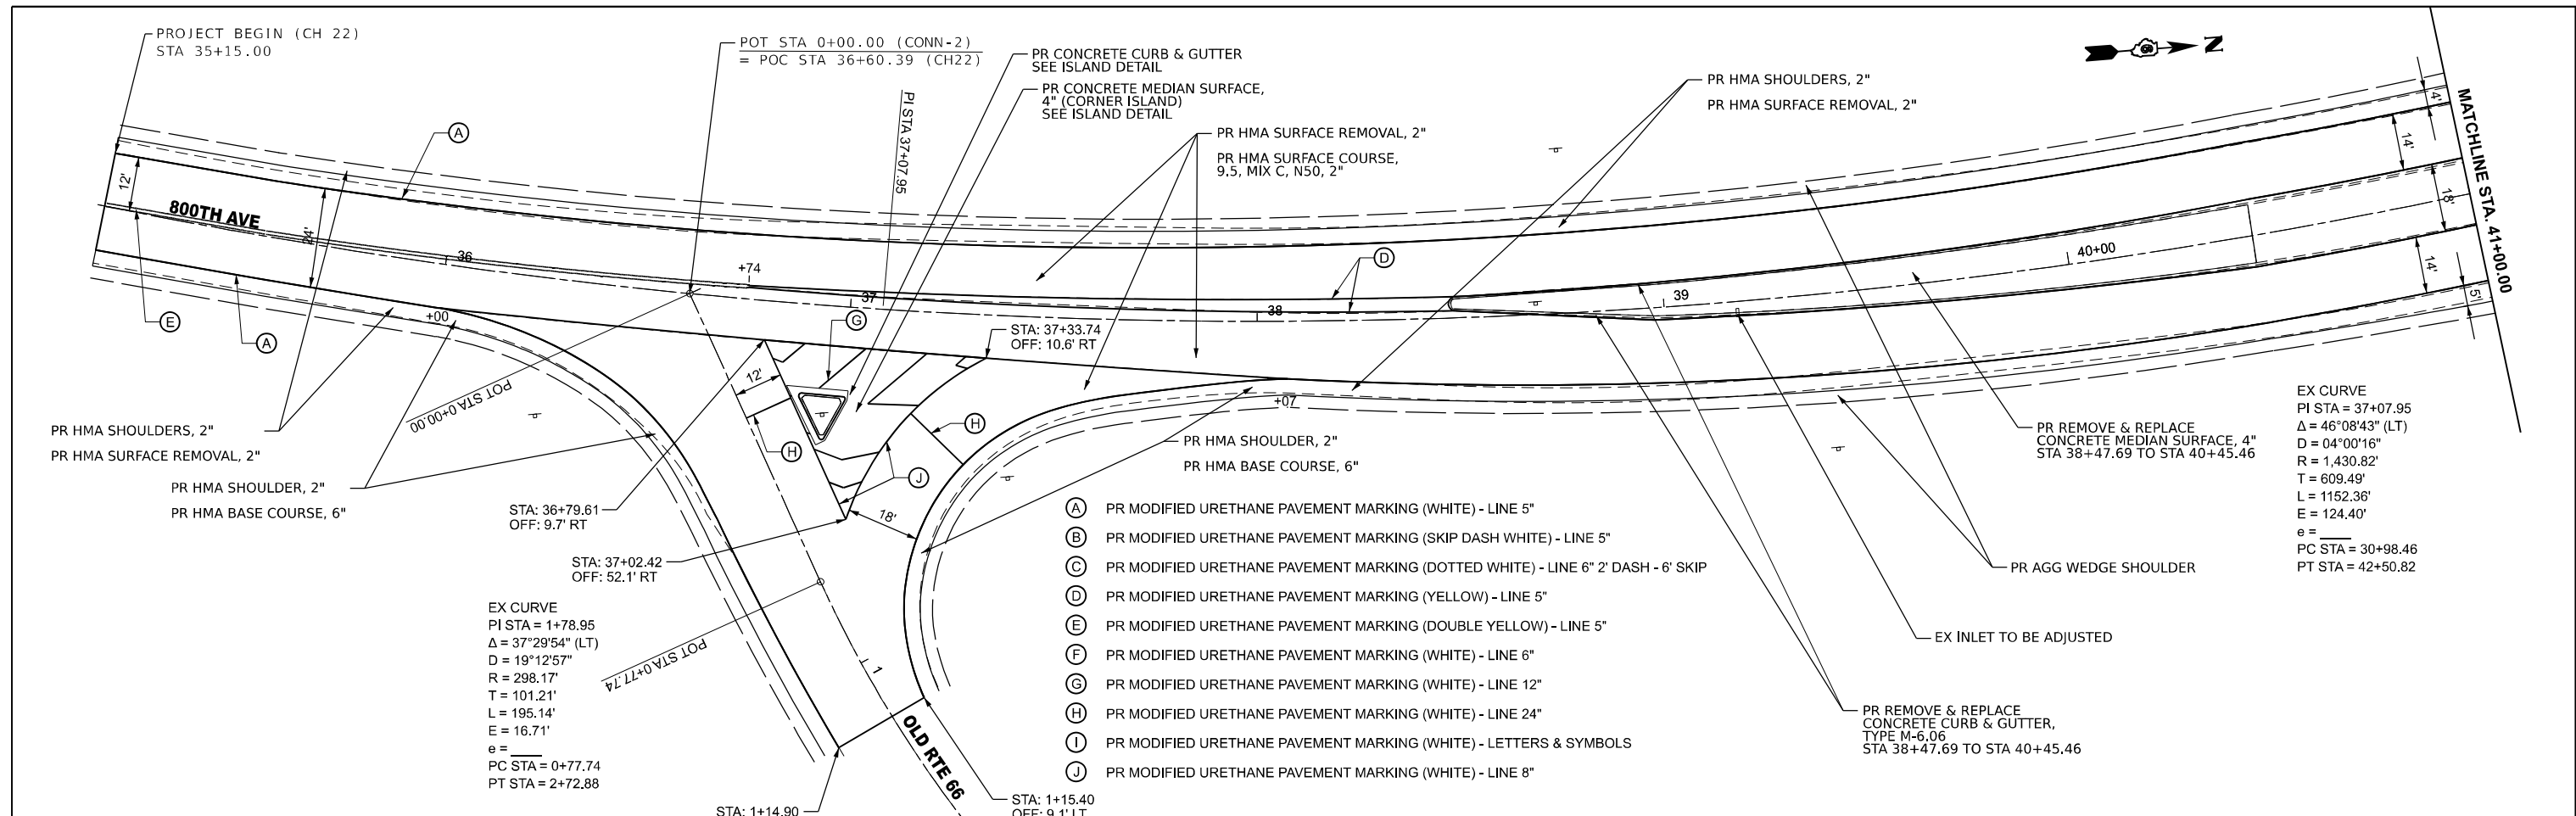 PROJECT BEGIN (CH 22)
STA 35+15.00
POT STA 0+00.00 (CONN-2)
= POC STA 36+60.39 (CH22)
PR CONCRETE CURB & GUTTER
SEE ISLAND DETAIL
PR CONCRETE MEDIAN SURFACE,
4" (CORNER ISLAND)
SEE ISLAND DETAIL
PI STA 37+07.95
PR HMA SURFACE REMOVAL, 2"
PR HMA SURFACE COURSE,
9.5, MIX C, N50, 2"
PR HMA SHOULDERS, 2"
PR HMA SURFACE REMOVAL, 2"
N
MATCHLINE STA. 41+00.00
4'
14'
18'
14'
5'
A
12'
800TH AVE
24'
36
+74
37
38
39
40+00
D
E
A
+00
G
STA: 37+33.74
OFF: 10.6' RT
12'
POT STA 0+00.00
H
H
J
18'
+07
PR HMA SHOULDERS, 2"
PR HMA SURFACE REMOVAL, 2"
PR HMA SHOULDER, 2"
PR HMA BASE COURSE, 6"
STA: 36+79.61
OFF: 9.7' RT
STA: 37+02.42
OFF: 52.1' RT
PR HMA SHOULDER, 2"
PR HMA BASE COURSE, 6"
PR REMOVE & REPLACE
CONCRETE MEDIAN SURFACE, 4"
STA 38+47.69 TO STA 40+45.46
EX CURVE
PI STA = 37+07.95
Δ = 46°08'43" (LT)
D = 04°00'16"
R = 1,430.82'
T = 609.49'
L = 1152.36'
E = 124.40'
e = ____
PC STA = 30+98.46
PT STA = 42+50.82
PR AGG WEDGE SHOULDER
EX INLET TO BE ADJUSTED
PR REMOVE & REPLACE
CONCRETE CURB & GUTTER,
TYPE M-6.06
STA 38+47.69 TO STA 40+45.46
A PR MODIFIED URETHANE PAVEMENT MARKING (WHITE) - LINE 5"
B PR MODIFIED URETHANE PAVEMENT MARKING (SKIP DASH WHITE) - LINE 5"
C PR MODIFIED URETHANE PAVEMENT MARKING (DOTTED WHITE) - LINE 6" 2' DASH - 6' SKIP
D PR MODIFIED URETHANE PAVEMENT MARKING (YELLOW) - LINE 5"
E PR MODIFIED URETHANE PAVEMENT MARKING (DOUBLE YELLOW) - LINE 5"
F PR MODIFIED URETHANE PAVEMENT MARKING (WHITE) - LINE 6"
G PR MODIFIED URETHANE PAVEMENT MARKING (WHITE) - LINE 12"
H PR MODIFIED URETHANE PAVEMENT MARKING (WHITE) - LINE 24"
I PR MODIFIED URETHANE PAVEMENT MARKING (WHITE) - LETTERS & SYMBOLS
J PR MODIFIED URETHANE PAVEMENT MARKING (WHITE) - LINE 8"
EX CURVE
PI STA = 1+78.95
Δ = 37°29'54" (LT)
D = 19°12'57"
R = 298.17'
T = 101.21'
L = 195.14'
E = 16.71'
e = ____
PC STA = 0+77.74
PT STA = 2+72.88
POT STA 0+77.74
1
OLD RTE 66
STA: 1+14.90
STA: 1+15.40
OFF: 9.1' LT